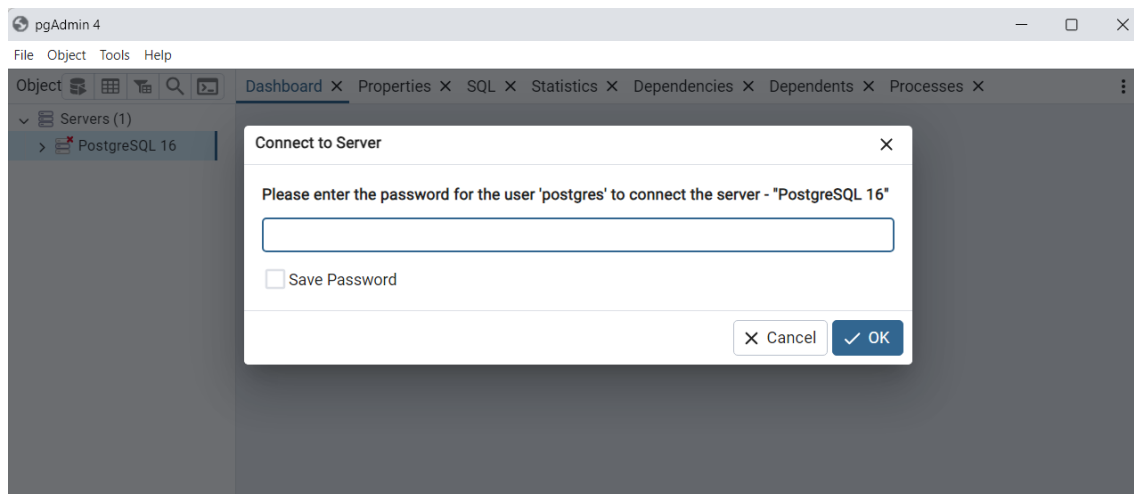 pgAdmin 4
File Object Tools Help
Object
Dashboard Properties SQL Statistics Dependencies Dependents Processes
Servers (1)
PostgreSQL 16
Connect to Server
Please enter the password for the user 'postgres' to connect the server - "PostgreSQL 16"
Save Password
Cancel OK